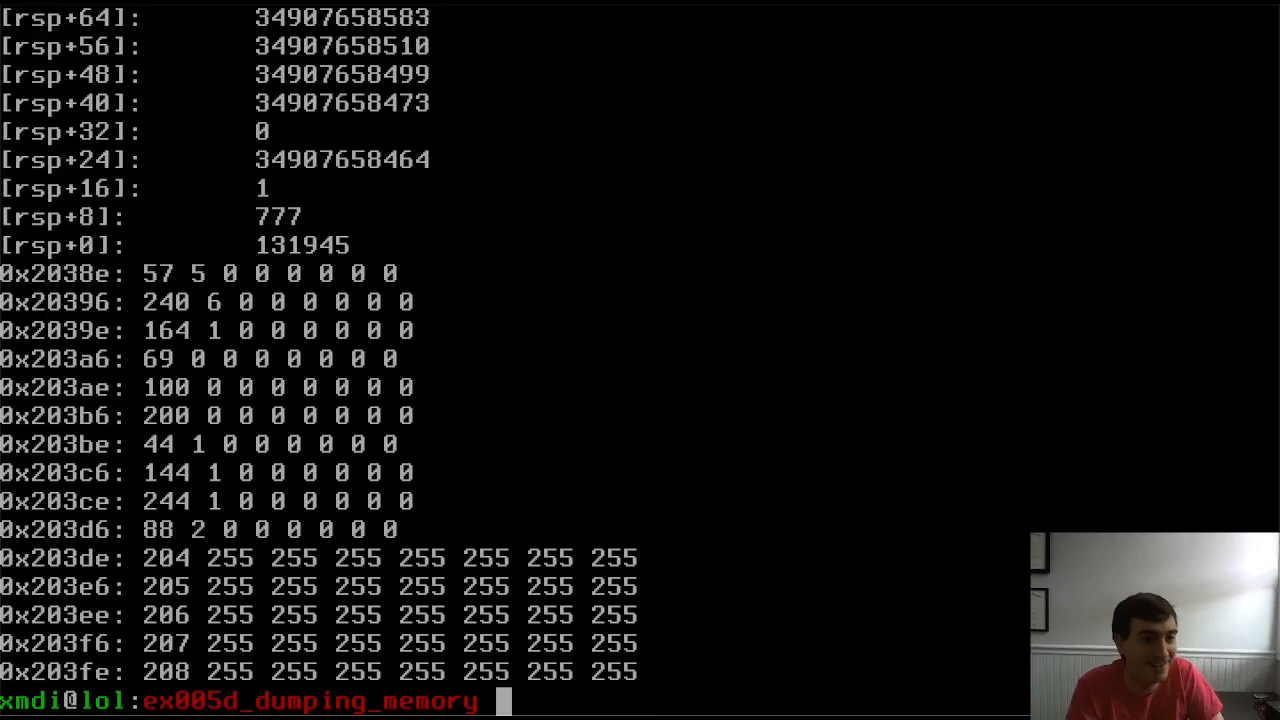 [rsp+64]: 34907658583
[rsp+56]: 34907658510
[rsp+48]: 34907658499
[rsp+40]: 34907658473
[rsp+32]: 0
[rsp+24]: 34907658464
[rsp+16]: 1
[rsp+8]: 777
[rsp+0]: 131945
0x2038e: 57 5 0 0 0 0 0 0
0x20396: 240 6 0 0 0 0 0 0
0x2039e: 164 1 0 0 0 0 0 0
0x203a6: 69 0 0 0 0 0 0 0
0x203ae: 100 0 0 0 0 0 0 0
0x203b6: 200 0 0 0 0 0 0 0
0x203be: 44 1 0 0 0 0 0 0
0x203c6: 144 1 0 0 0 0 0 0
0x203ce: 244 1 0 0 0 0 0 0
0x203d6: 88 2 0 0 0 0 0 0
0x203de: 204 255 255 255 255 255 255 255
0x203e6: 205 255 255 255 255 255 255 255
0x203ee: 206 255 255 255 255 255 255 255
0x203f6: 207 255 255 255 255 255 255 255
0x203fe: 208 255 255 255 255 255 255 255
xmdi@lol:ex005d_dumping_memory